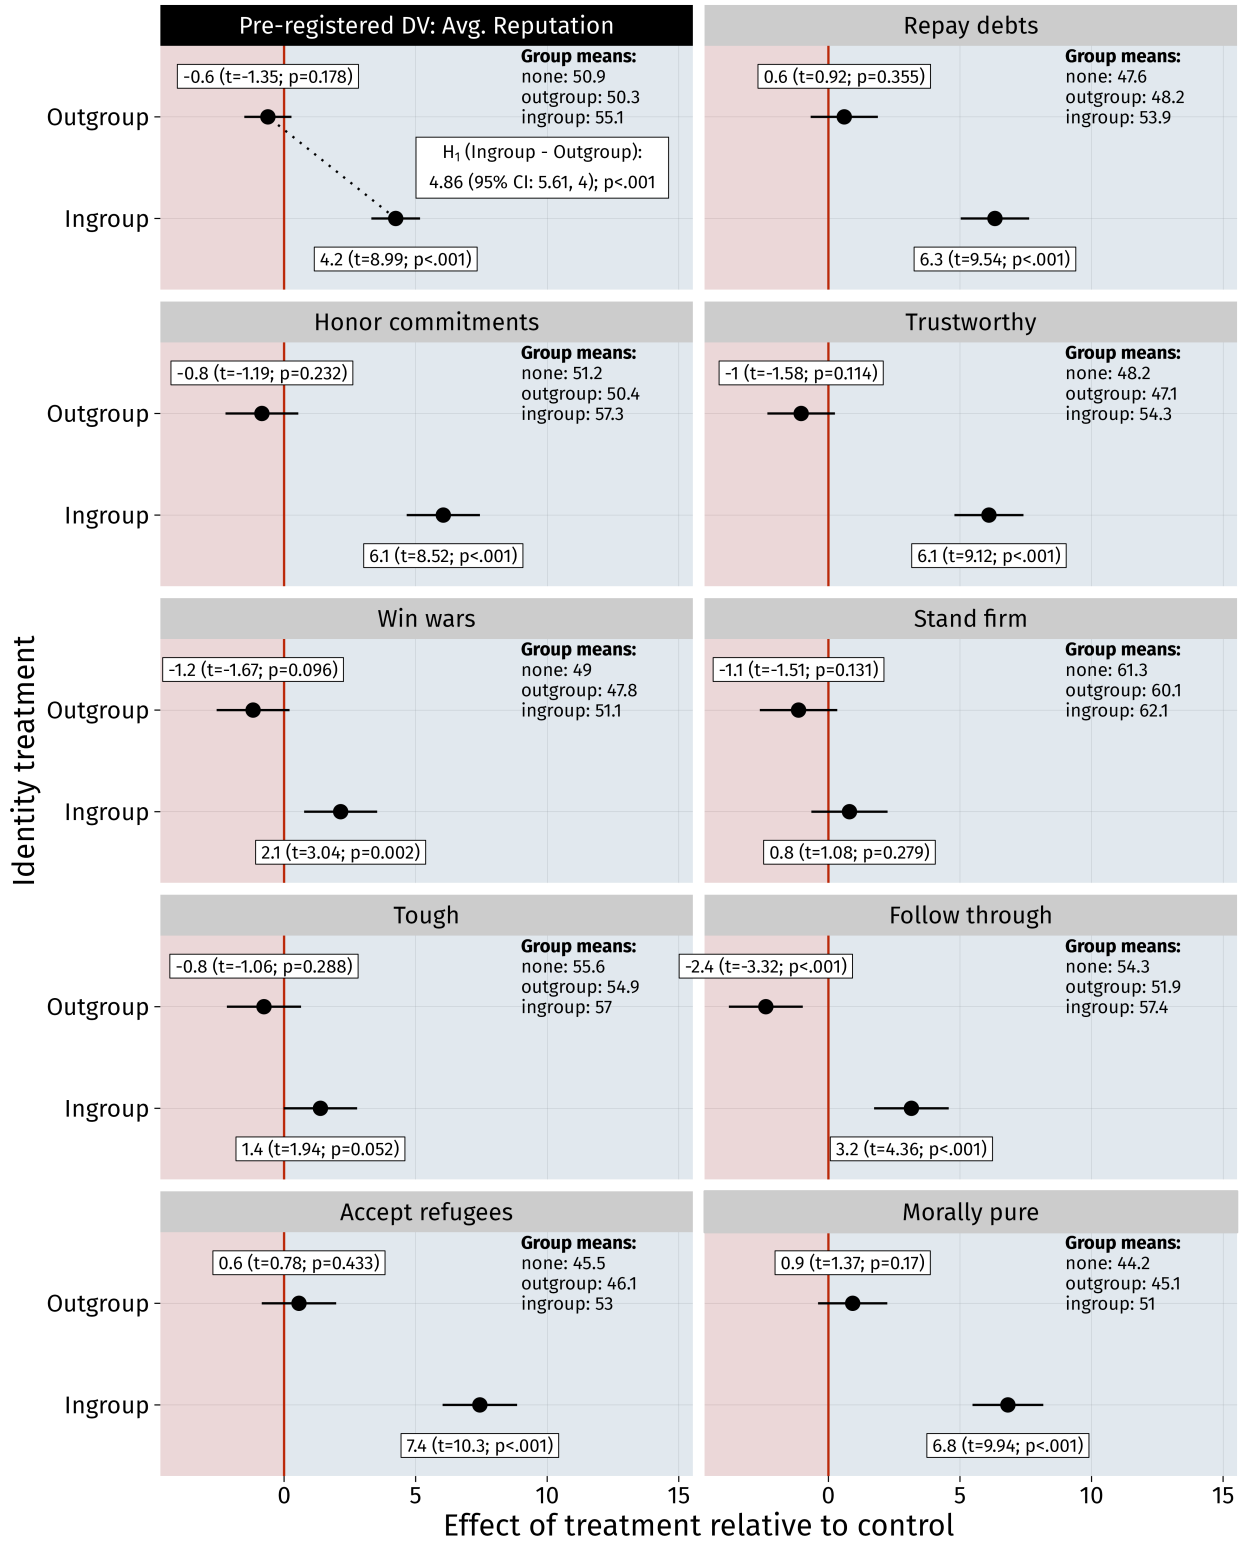 Pre-registered DV: Avg. Reputation
Group means:
-0.6 (t=-1.35; p=0.178)
none: 50.9
outgroup: 50.3
Outgroup
ingroup: 55.1
H₁ (Ingroup - Outgroup):
4.86 (95% CI: 5.61, 4); p<.001
Ingroup
4.2 (t=8.99; p<.001)
Repay debts
Group means:
0.6 (t=0.92; p=0.355)
none: 47.6
outgroup: 48.2
ingroup: 53.9
6.3 (t=9.54; p<.001)
Honor commitments
Group means:
-0.8 (t=-1.19; p=0.232)
none: 51.2
outgroup: 50.4
Outgroup
ingroup: 57.3
Ingroup
6.1 (t=8.52; p<.001)
Trustworthy
Group means:
-1 (t=-1.58; p=0.114)
none: 48.2
outgroup: 47.1
ingroup: 54.3
6.1 (t=9.12; p<.001)
Win wars
Group means:
-1.2 (t=-1.67; p=0.096)
none: 49
outgroup: 47.8
Outgroup
ingroup: 51.1
Ingroup
2.1 (t=3.04; p=0.002)
Stand firm
Group means:
-1.1 (t=-1.51; p=0.131)
none: 61.3
outgroup: 60.1
ingroup: 62.1
0.8 (t=1.08; p=0.279)
Identity treatment
Tough
Group means:
-0.8 (t=-1.06; p=0.288)
none: 55.6
outgroup: 54.9
Outgroup
ingroup: 57
Ingroup
1.4 (t=1.94; p=0.052)
Follow through
Group means:
-2.4 (t=-3.32; p<.001)
none: 54.3
outgroup: 51.9
ingroup: 57.4
3.2 (t=4.36; p<.001)
Accept refugees
Group means:
0.6 (t=0.78; p=0.433)
none: 45.5
outgroup: 46.1
Outgroup
ingroup: 53
Ingroup
7.4 (t=10.3; p<.001)
Morally pure
Group means:
0.9 (t=1.37; p=0.17)
none: 44.2
outgroup: 45.1
ingroup: 51
6.8 (t=9.94; p<.001)
0 5 10 15
0 5 10 15
Effect of treatment relative to control